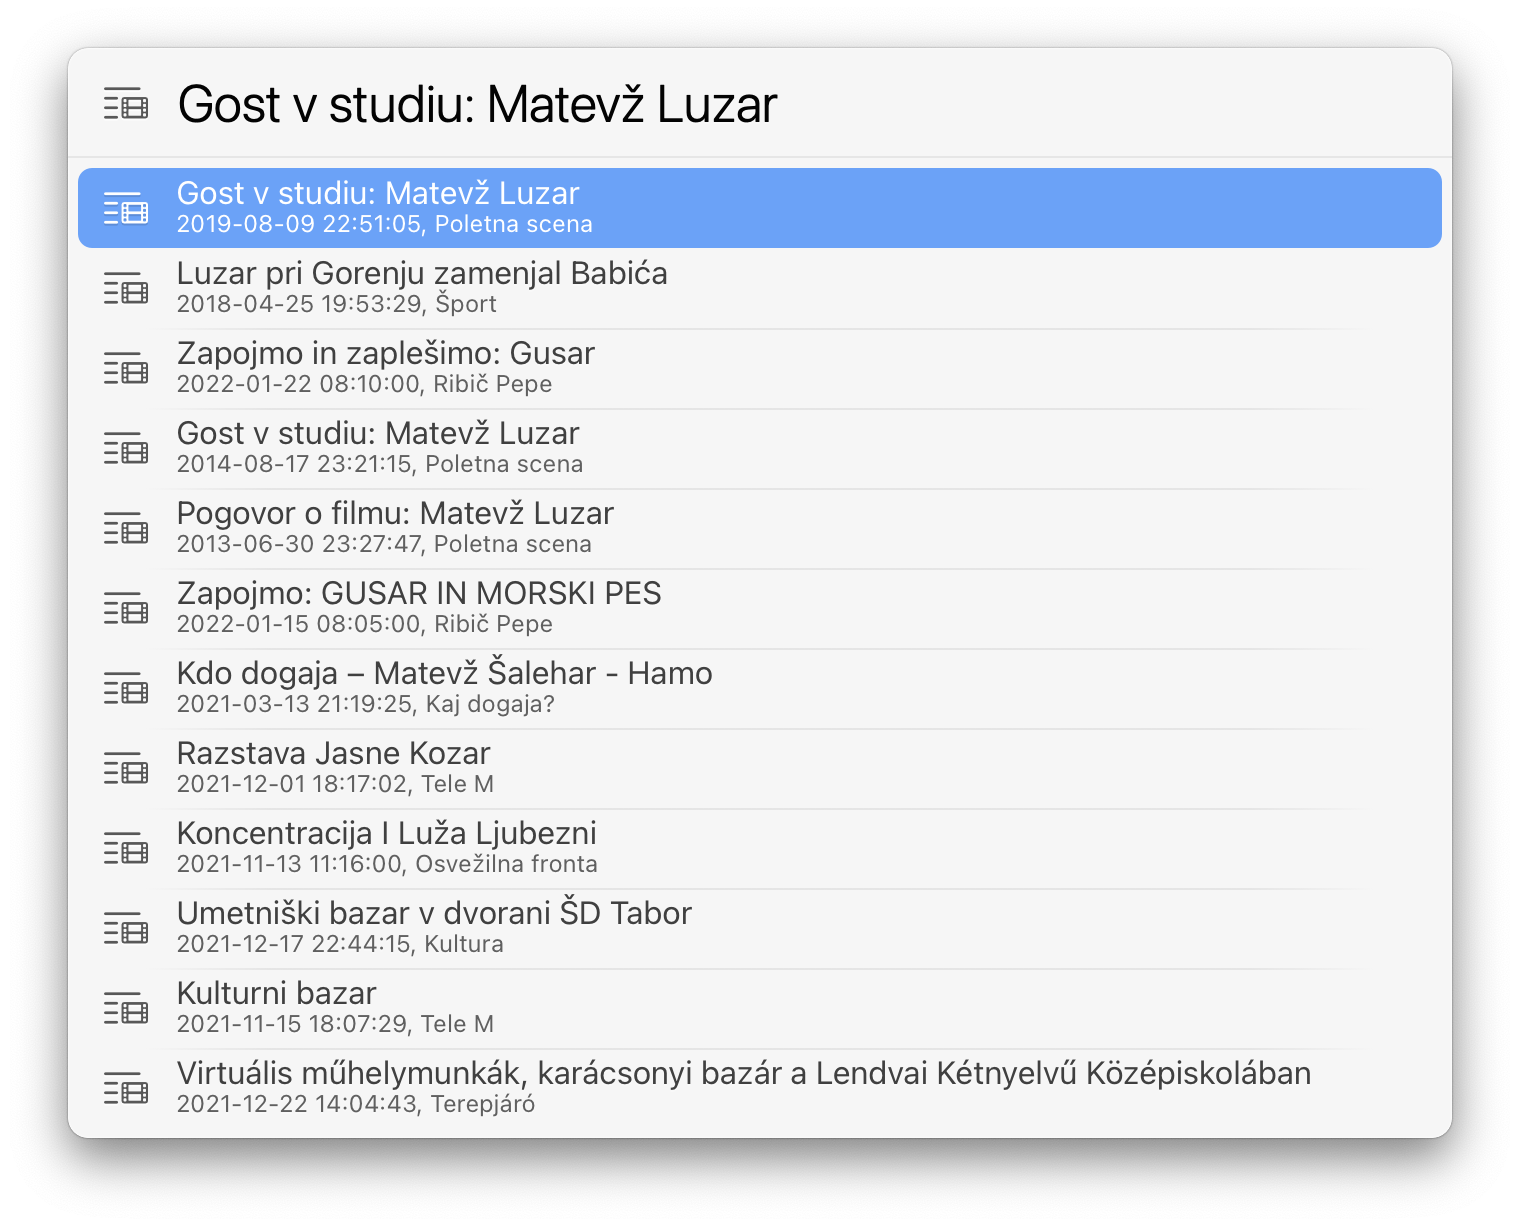 Gost v studiu: Matevž Luzar
Gost v studiu: Matevž Luzar
2019-08-09 22:51:05, Poletna scena
Luzar pri Gorenju zamenjal Babića
2018-04-25 19:53:29, Šport
Zapojmo in zaplešimo: Gusar
2022-01-22 08:10:00, Ribič Pepe
Gost v studiu: Matevž Luzar
2014-08-17 23:21:15, Poletna scena
Pogovor o filmu: Matevž Luzar
2013-06-30 23:27:47, Poletna scena
Zapojmo: GUSAR IN MORSKI PES
2022-01-15 08:05:00, Ribič Pepe
Kdo dogaja – Matevž Šalehar - Hamo
2021-03-13 21:19:25, Kaj dogaja?
Razstava Jasne Kozar
2021-12-01 18:17:02, Tele M
Koncentracija I Luža Ljubezni
2021-11-13 11:16:00, Osvežilna fronta
Umetniški bazar v dvorani ŠD Tabor
2021-12-17 22:44:15, Kultura
Kulturni bazar
2021-11-15 18:07:29, Tele M
Virtuális műhelymunkák, karácsonyi bazár a Lendvai Kétnyelvű Középiskolában
2021-12-22 14:04:43, Terepjáró